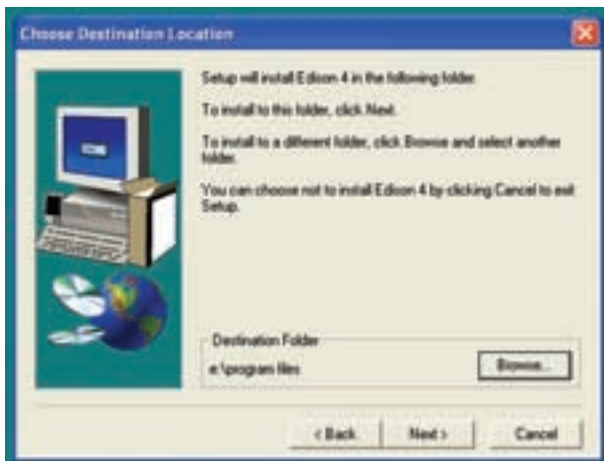 Choose Destination Location
Setup will install Edison 4 in the following folder.
To install to this folder, click Next.
To install to a different folder, click Browse and select another
folder.
You can choose not to install Edison 4 by clicking Cancel to exit
Setup.
Destination Folder
e:\program files
Browse...
< Back
Next >
Cancel